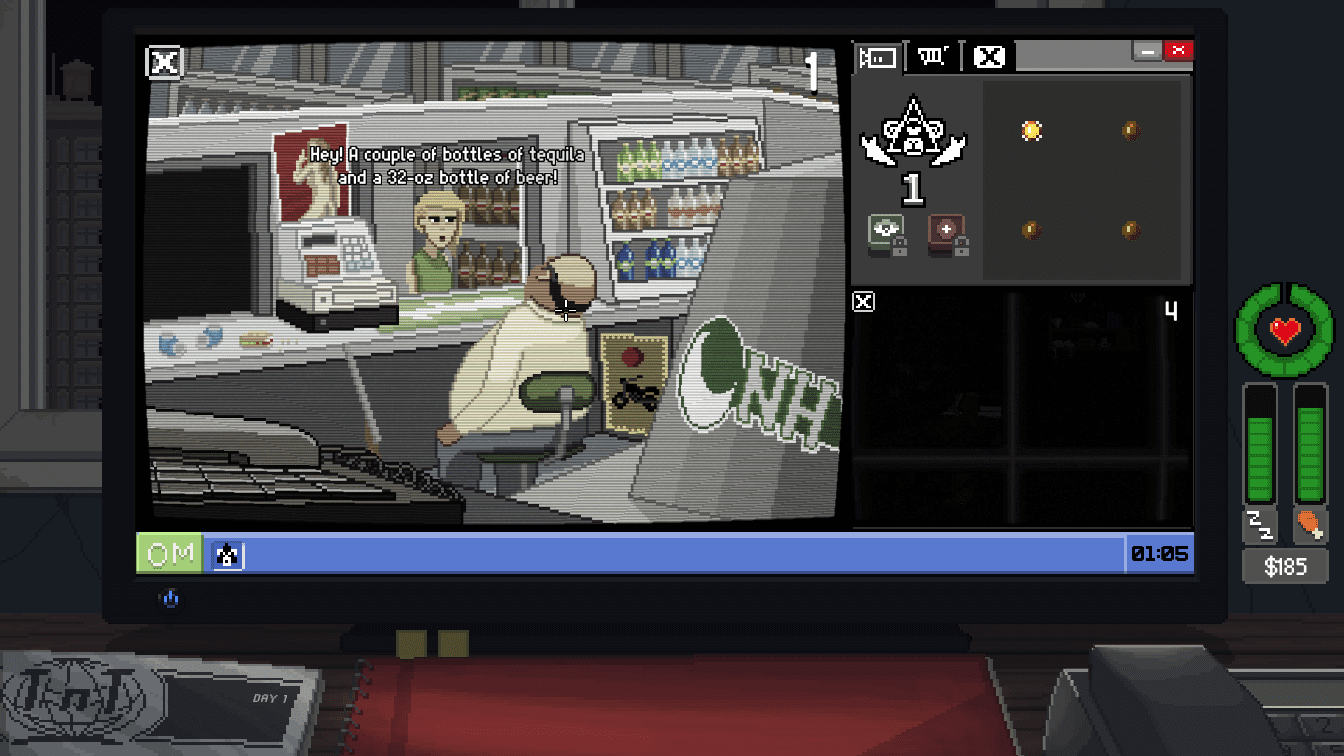 1
Hey! A couple of bottles of tequila
and a 32-oz bottle of beer!
1
4
OM
01:05
$185
TnT
DAY 1